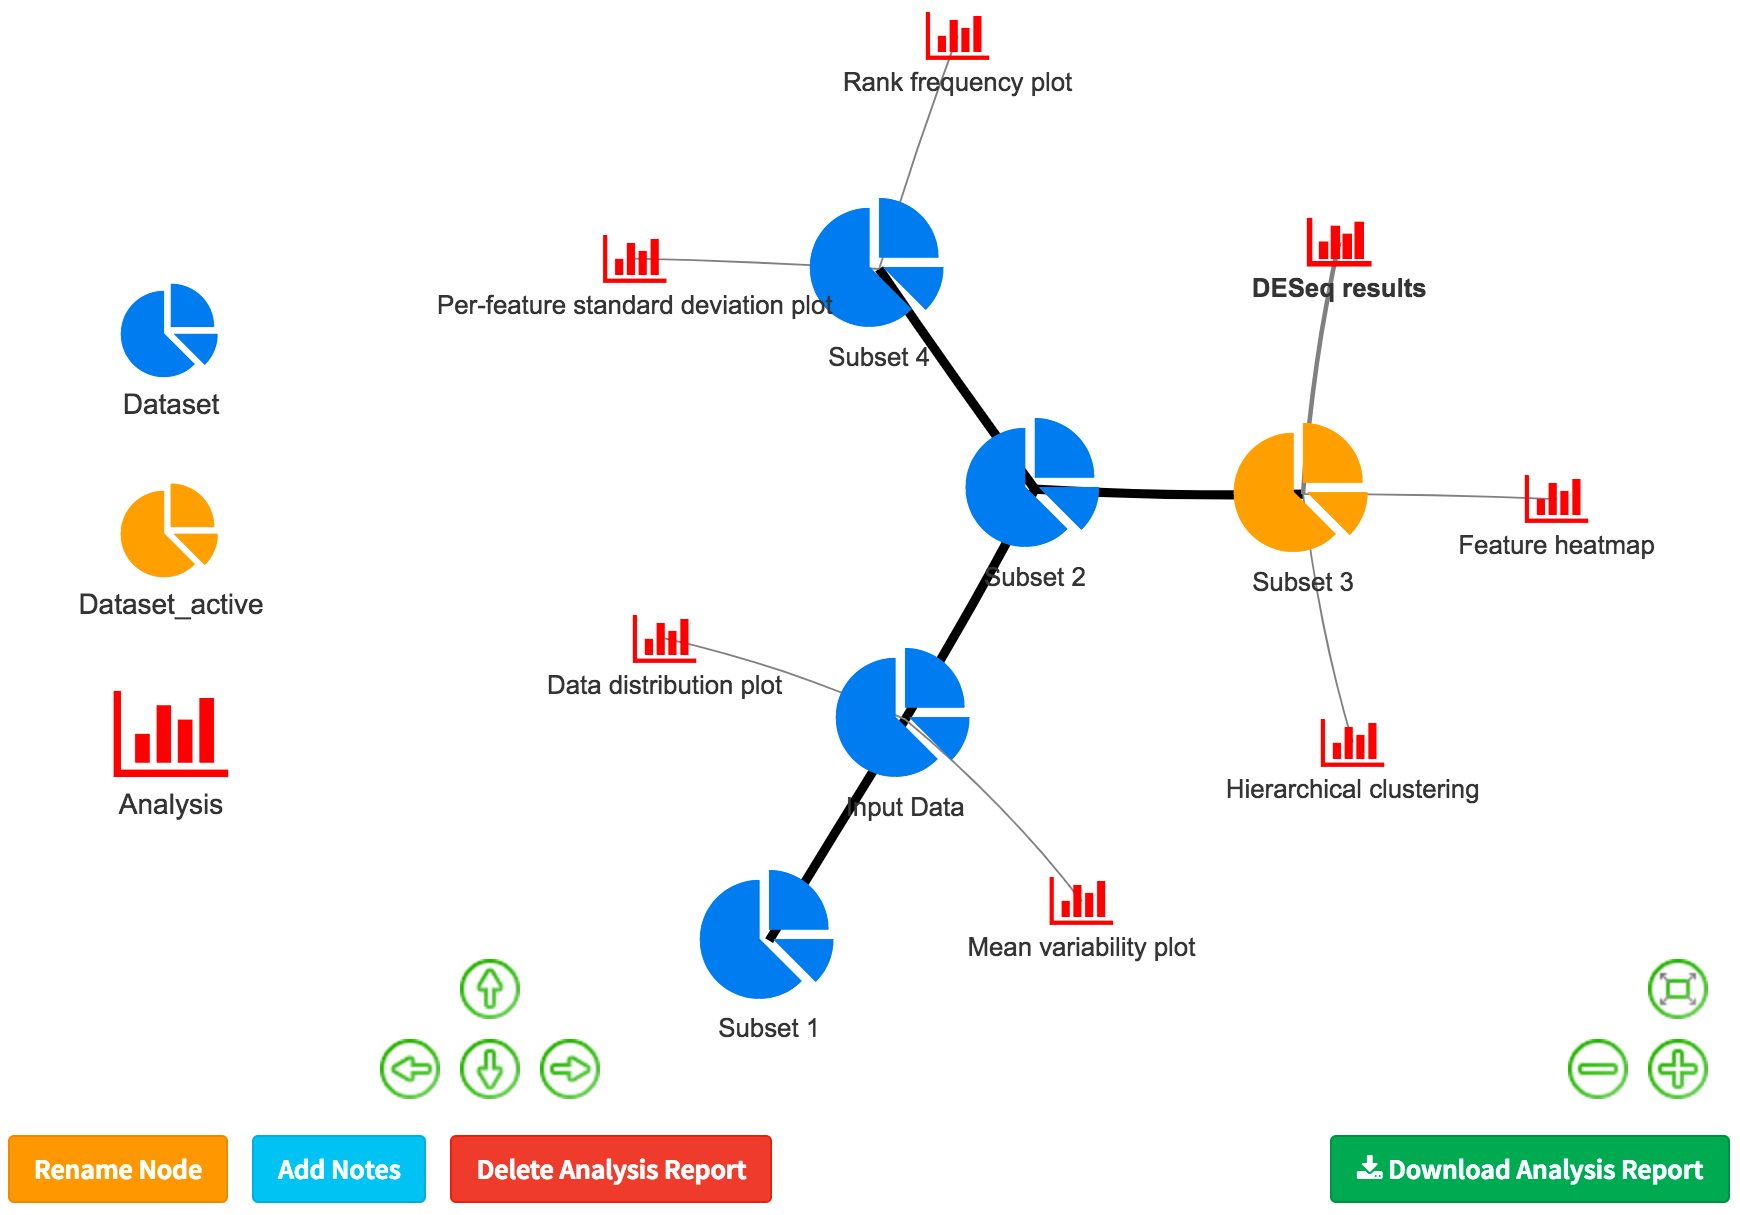 Rank frequency plot
Per-feature standard deviation plot
DESeq results
Subset 4
Dataset
Subset 2
Subset 3
Feature heatmap
Dataset_active
Data distribution plot
Analysis
Input Data
Hierarchical clustering
Mean variability plot
Subset 1
Rename Node
Add Notes
Delete Analysis Report
Download Analysis Report